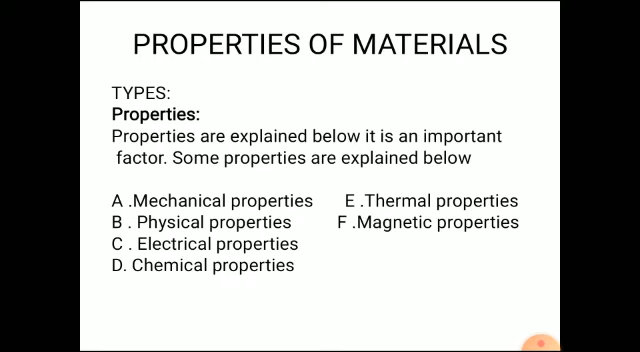 PROPERTIES OF MATERIALS
TYPES:
Properties:
Properties are explained below it is an important
factor. Some properties are explained below
A .Mechanical properties E .Thermal properties
B . Physical properties F .Magnetic properties
C . Electrical properties
D. Chemical properties